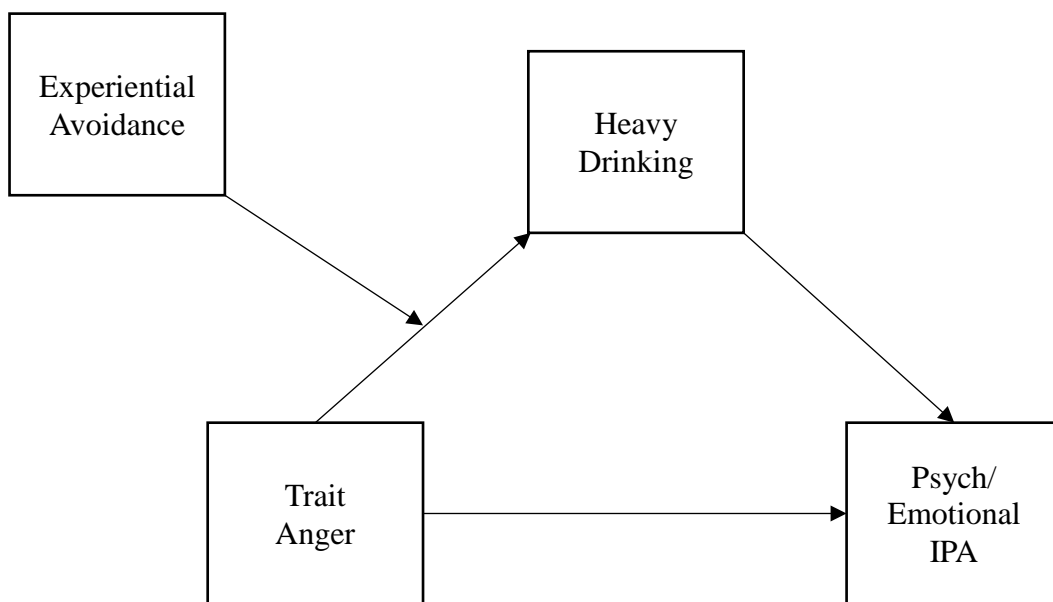 Experiential
Avoidance
Heavy
Drinking
Trait
Anger
Psych/
Emotional
IPA